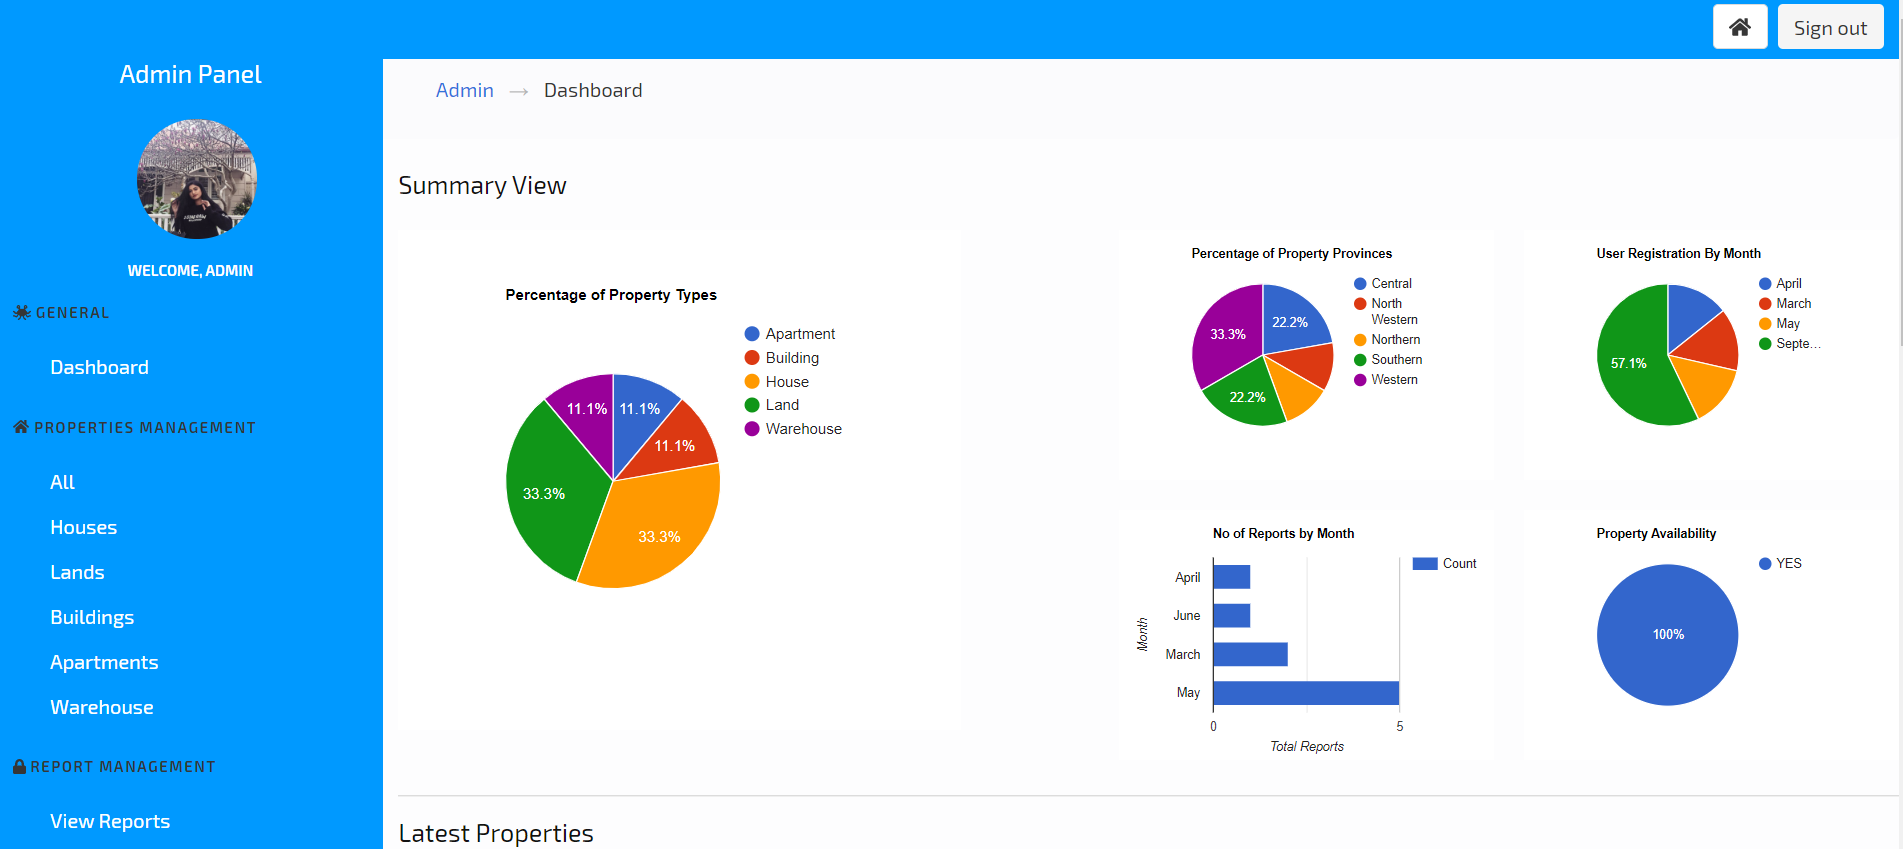 Sign out
Admin Panel
WELCOME, ADMIN
GENERAL
Dashboard
PROPERTIES MANAGEMENT
All
Houses
Lands
Buildings
Apartments
Warehouse
REPORT MANAGEMENT
View Reports
Admin → Dashboard
Summary View
Percentage of Property Types
Apartment
Building
House
Land
Warehouse
11.1% 11.1%
11.1%
33.3%
33.3%
Percentage of Property Provinces
Central
North
Western
Northern
Southern
Western
33.3% 22.2%
22.2%
User Registration By Month
April
March
May
Septe...
57.1%
No of Reports by Month
Count
Month
April
June
March
May
0 5
Total Reports
Property Availability
YES
100%
Latest Properties